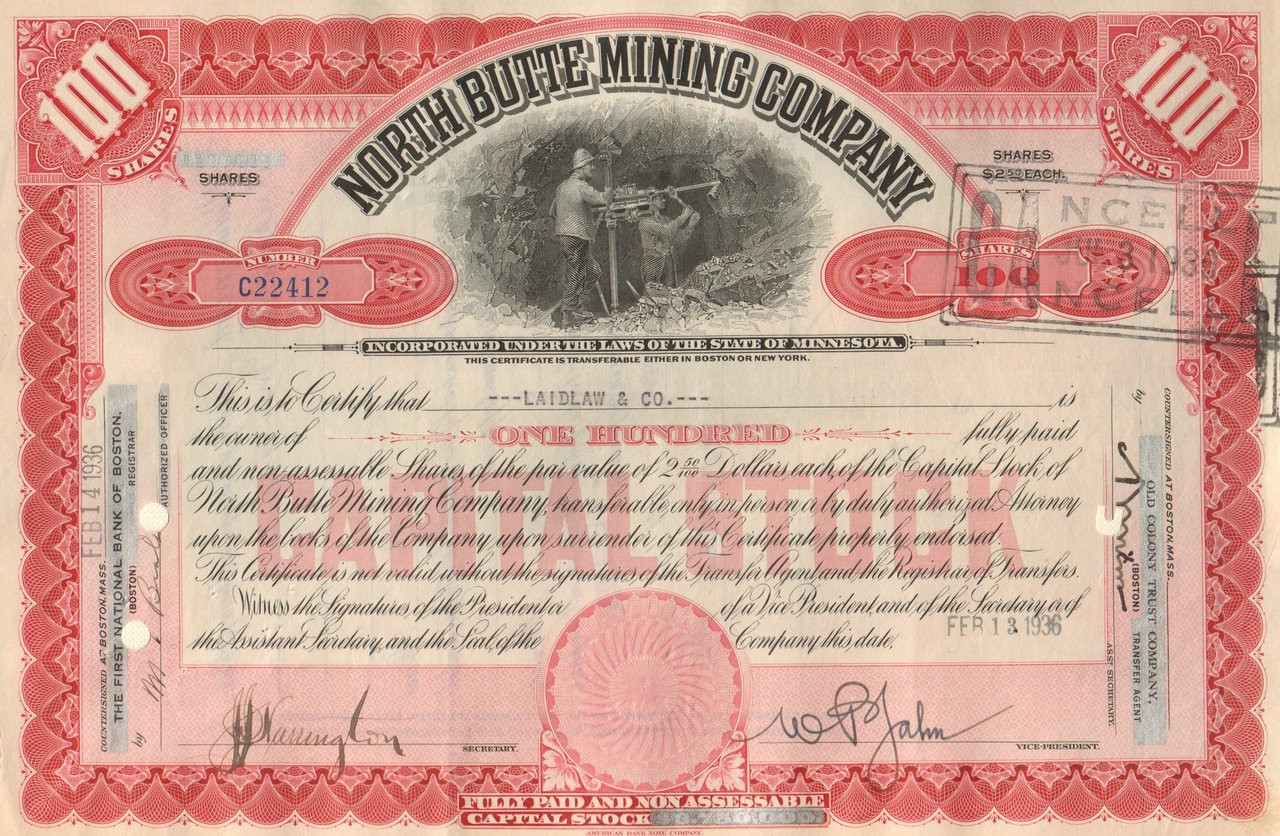 100
SHARES
NORTH BUTTE MINING COMPANY
100
SHARES
SHARES
SHARES
$2.50 EACH.
NUMBER
C22412
SHARES
100
INCORPORATED UNDER THE LAWS OF THE STATE OF MINNESOTA.
THIS CERTIFICATE IS TRANSFERABLE EITHER IN BOSTON OR NEW YORK.
This is to Certify that ---LAIDLAW & CO.--- is
the owner of ONE HUNDRED fully paid
and non-assessable Shares of the par value of 2 50/100 Dollars each of the Capital Stock of
North Butte Mining Company, transferable only in person or by duly authorized Attorney
upon the books of the Company upon surrender of this Certificate properly endorsed.
This Certificate is not valid without the signatures of the Transfer Agent and the Registrar of Transfers.
Witness the Signatures of the President or of a Vice President, and of the Secretary or of
the Assistant Secretary, and the Seal of the Company this date,
FEB 13 1936
CAPITAL STOCK
SECRETARY.
W P Jahn
VICE-PRESIDENT.
FEB 14 1936
COUNTERSIGNED AT BOSTON, MASS.
THE FIRST NATIONAL BANK OF BOSTON,
(BOSTON) REGISTRAR
by
AUTHORIZED OFFICER
COUNTERSIGNED AT BOSTON, MASS.
OLD COLONY TRUST COMPANY,
(BOSTON) TRANSFER AGENT
by
ASST SECRETARY.
FULLY PAID AND NONASSESSABLE
CAPITAL STOCK
AMERICAN BANK NOTE COMPANY.